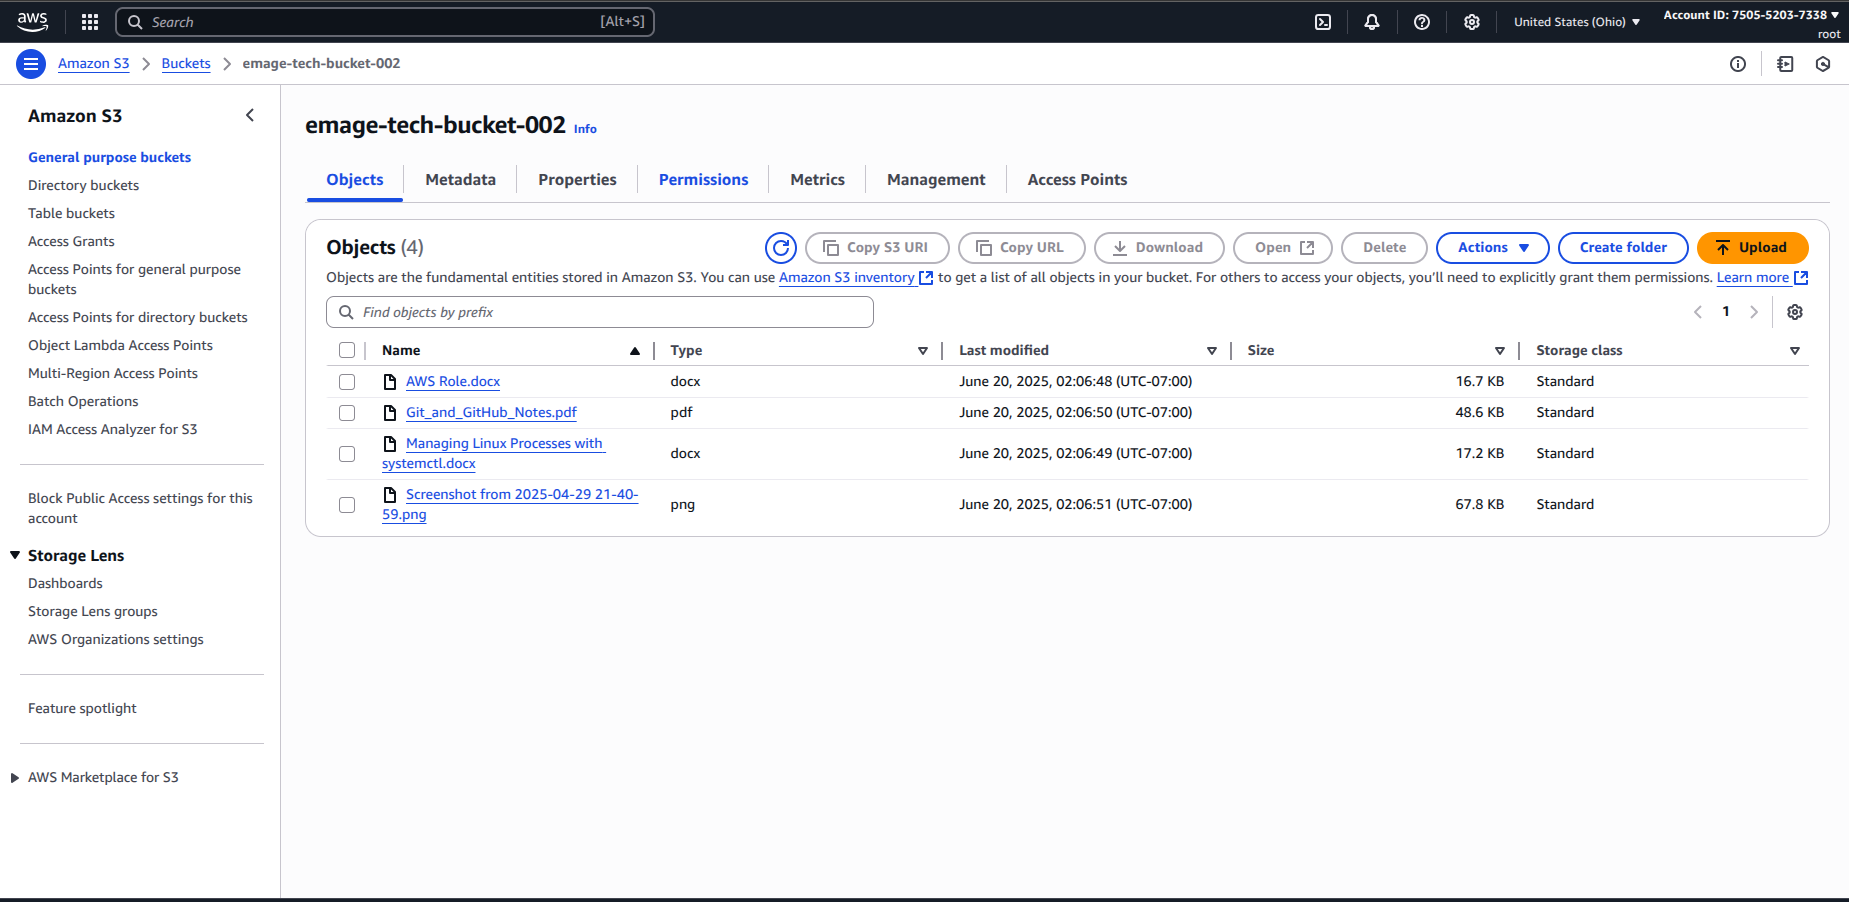 aws
Search [Alt+S]
United States (Ohio)
Account ID: 7505-5203-7338
root
Amazon S3 > Buckets > emage-tech-bucket-002
Amazon S3
General purpose buckets
Directory buckets
Table buckets
Access Grants
Access Points for general purpose
buckets
Access Points for directory buckets
Object Lambda Access Points
Multi-Region Access Points
Batch Operations
IAM Access Analyzer for S3
Block Public Access settings for this
account
Storage Lens
Dashboards
Storage Lens groups
AWS Organizations settings
Feature spotlight
AWS Marketplace for S3
emage-tech-bucket-002 Info
Objects Metadata Properties Permissions Metrics Management Access Points
Objects (4) Copy S3 URI Copy URL Download Open Delete Actions Create folder Upload
Objects are the fundamental entities stored in Amazon S3. You can use Amazon S3 inventory to get a list of all objects in your bucket. For others to access your objects, you'll need to explicitly grant them permissions. Learn more
Find objects by prefix
1
Name Type Last modified Size Storage class
AWS Role.docx docx June 20, 2025, 02:06:48 (UTC-07:00) 16.7 KB Standard
Git_and_GitHub_Notes.pdf pdf June 20, 2025, 02:06:50 (UTC-07:00) 48.6 KB Standard
Managing Linux Processes with
systemctl.docx docx June 20, 2025, 02:06:49 (UTC-07:00) 17.2 KB Standard
Screenshot from 2025-04-29 21-40-
59.png png June 20, 2025, 02:06:51 (UTC-07:00) 67.8 KB Standard